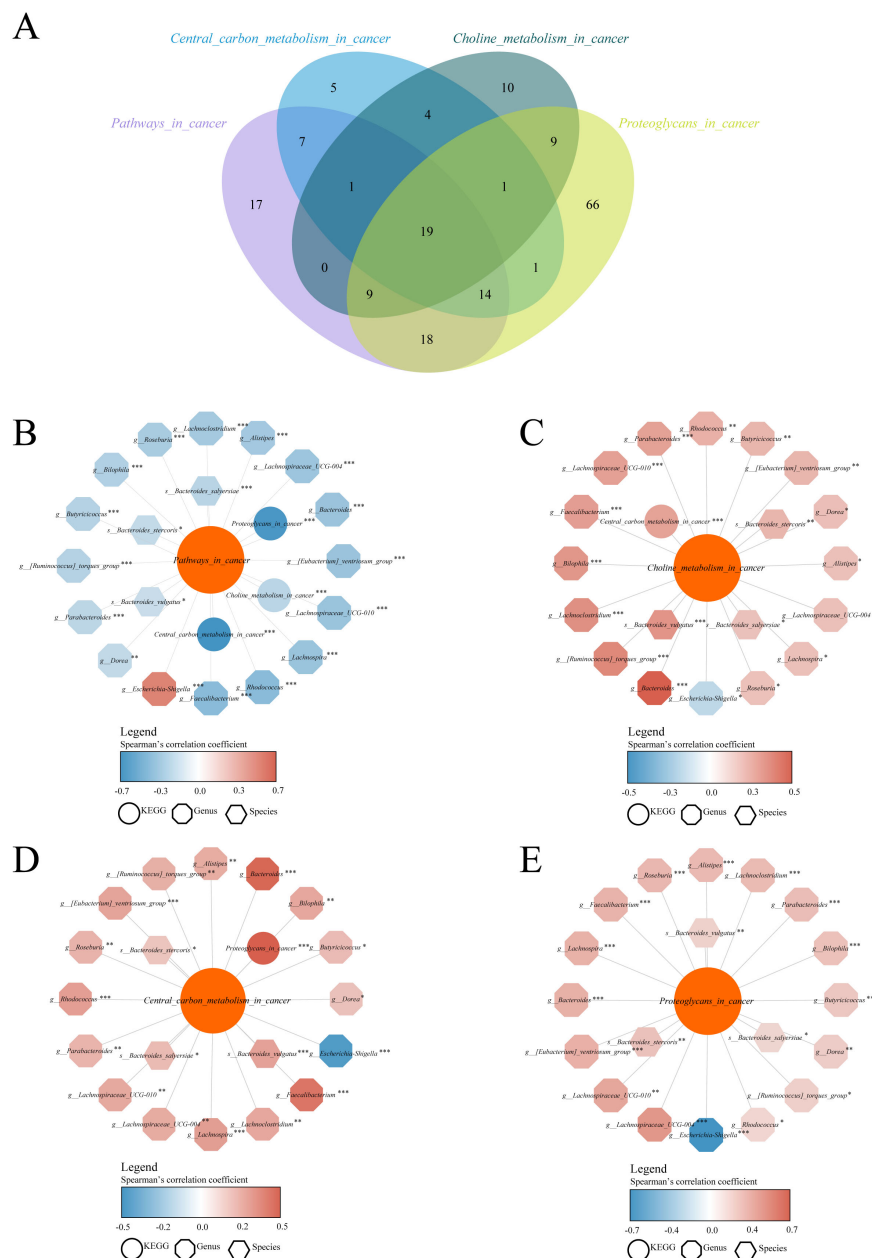 A
Central_carbon_metabolism_in_cancer
Choline_metabolism_in_cancer
Pathways_in_cancer
Proteoglycans_in_cancer
5
10
4
7
9
1
1
17
66
19
0
1
9
14
18
B
g__Lachnoclostridium ***
g__Roseburia ***
g__Alistipes ***
g__Bilophila ***
g__Lachnospiraceae_UCG-004 ***
s__Bacteroides_salyersiae ***
g__Butyricicoccus ***
s__Bacteroides_stercoris *
Proteoglycans_in_cancer ***
g__Bacteroides ***
g__[Ruminococcus]_torques_group ***
Pathways_in_cancer
g__[Eubacterium]_ventriosum_group ***
g__Parabacteroides ***
s__Bacteroides_vulgatus *
Choline_metabolism_in_cancer ***
g__Lachnospiraceae_UCG-010 ***
Central_carbon_metabolism_in_cancer ***
g__Dorea **
g__Lachnospira ***
g__Escherichia-Shigella ***
g__Faecalibacterium ***
g__Rhodococcus ***
Legend
Spearman's correlation coefficient
-0.7 -0.3 0.0 0.3 0.7
KEGG Genus Species
C
g__Rhodococcus **
g__Parabacteroides ***
g__Butyricicoccus **
g__Lachnospiraceae_UCG-010 ***
g__[Eubacterium]_ventriosum_group **
g__Faecalibacterium ***
Central_carbon_metabolism_in_cancer ***
s__Bacteroides_stercoris **
g__Dorea *
g__Bilophila ***
Choline_metabolism_in_cancer
g__Alistipes *
g__Lachnoclostridium ***
s__Bacteroides_vulgatus ***
s__Bacteroides_salyersiae *
g__Lachnospiraceae_UCG-004
g__[Ruminococcus]_torques_group ***
g__Lachnospira *
g__Bacteroides ***
g__Escherichia-Shigella *
g__Roseburia *
Legend
Spearman's correlation coefficient
-0.5 -0.2 0.0 0.2 0.5
KEGG Genus Species
D
g__Alistipes **
g__[Ruminococcus]_torques_group **
g__Bacteroides ***
g__[Eubacterium]_ventriosum_group ***
g__Bilophila **
g__Roseburia **
s__Bacteroides_stercoris *
Proteoglycans_in_cancer ***
g__Butyricicoccus *
g__Rhodococcus ***
Central_carbon_metabolism_in_cancer
g__Dorea *
g__Parabacteroides **
s__Bacteroides_salyersiae *
s__Bacteroides_vulgatus ***
g__Escherichia-Shigella ***
g__Lachnospiraceae_UCG-010 **
g__Faecalibacterium ***
g__Lachnospiraceae_UCG-004 **
g__Lachnospira ***
g__Lachnoclostridium **
Legend
Spearman's correlation coefficient
-0.5 -0.2 0.0 0.2 0.5
KEGG Genus Species
E
g__Alistipes ***
g__Roseburia ***
g__Lachnoclostridium ***
g__Faecalibacterium ***
g__Parabacteroides ***
s__Bacteroides_vulgatus **
g__Lachnospira ***
g__Bilophila ***
g__Bacteroides ***
Proteoglycans_in_cancer
g__Butyricicoccus **
g__[Eubacterium]_ventriosum_group ***
s__Bacteroides_stercoris **
s__Bacteroides_salyersiae *
g__Dorea **
g__Lachnospiraceae_UCG-010 **
g__[Ruminococcus]_torques_group *
g__Lachnospiraceae_UCG-004 ***
g__Escherichia-Shigella ***
g__Rhodococcus *
Legend
Spearman's correlation coefficient
-0.7 -0.4 0.0 0.4 0.7
KEGG Genus Species